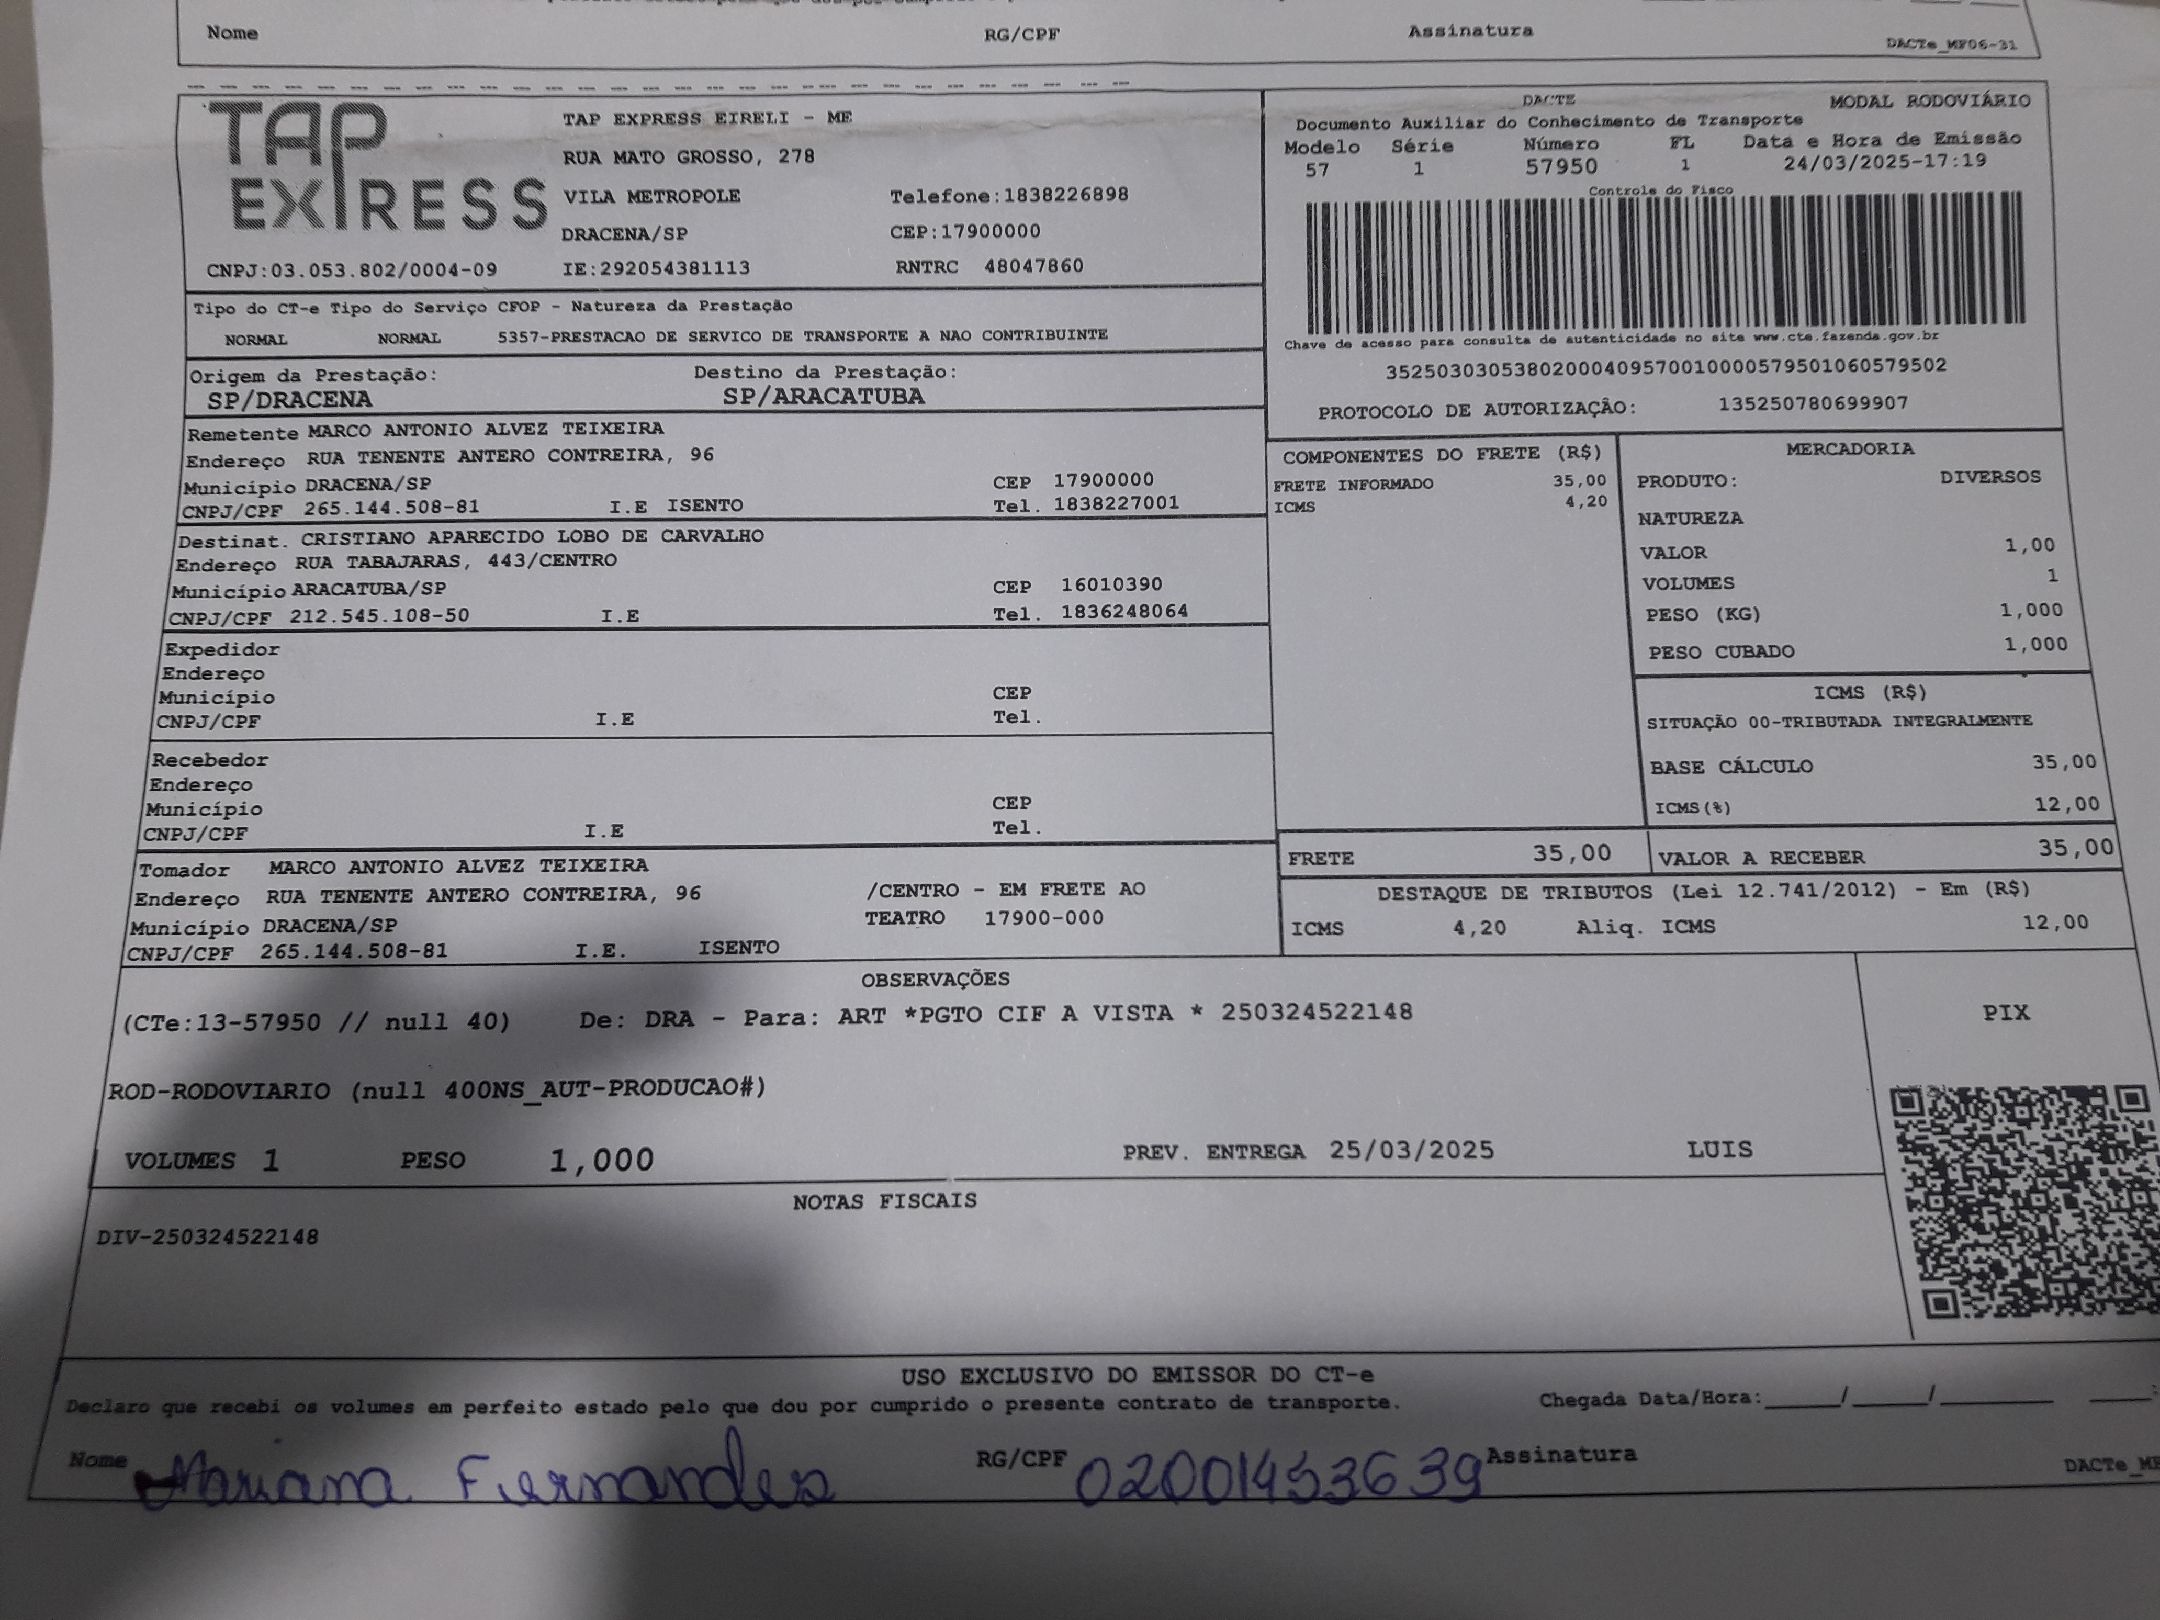 Nome RG/CPF Assinatura
DACTe_MF06-31
TAP EXPRESS
TAP EXPRESS EIRELI - ME
RUA MATO GROSSO, 278
VILA METROPOLE Telefone:1838226898
DRACENA/SP CEP:17900000
CNPJ:03.053.802/0004-09 IE:292054381113 RNTRC 48047860
DACTE MODAL RODOVIÁRIO
Documento Auxiliar do Conhecimento de Transporte
Modelo Série Número FL Data e Hora de Emissão
57 1 57950 1 24/03/2025-17:19
Controle do Fisco
Chave de acesso para consulta de autenticidade no site www.cte.fazenda.gov.br
35250303053802000409570010000579501060579502
PROTOCOLO DE AUTORIZAÇÃO: 135250780699907
Tipo do CT-e Tipo do Serviço CFOP - Natureza da Prestação
NORMAL NORMAL 5357-PRESTACAO DE SERVICO DE TRANSPORTE A NAO CONTRIBUINTE
Origem da Prestação: Destino da Prestação:
SP/DRACENA SP/ARACATUBA
Remetente MARCO ANTONIO ALVEZ TEIXEIRA
Endereço RUA TENENTE ANTERO CONTREIRA, 96
Município DRACENA/SP CEP 17900000
CNPJ/CPF 265.144.508-81 I.E ISENTO Tel. 1838227001
Destinat. CRISTIANO APARECIDO LOBO DE CARVALHO
Endereço RUA TABAJARAS, 443/CENTRO
Município ARACATUBA/SP CEP 16010390
CNPJ/CPF 212.545.108-50 I.E Tel. 1836248064
Expedidor
Endereço
Município CEP
CNPJ/CPF I.E Tel.
Recebedor
Endereço
Município CEP
CNPJ/CPF I.E Tel.
Tomador MARCO ANTONIO ALVEZ TEIXEIRA
Endereço RUA TENENTE ANTERO CONTREIRA, 96 /CENTRO - EM FRETE AO
Município DRACENA/SP TEATRO 17900-000
CNPJ/CPF 265.144.508-81 I.E. ISENTO
COMPONENTES DO FRETE (R$)
FRETE INFORMADO 35,00
ICMS 4,20
MERCADORIA
PRODUTO: DIVERSOS
NATUREZA
VALOR 1,00
VOLUMES 1
PESO (KG) 1,000
PESO CUBADO 1,000
ICMS (R$)
SITUAÇÃO 00-TRIBUTADA INTEGRALMENTE
BASE CÁLCULO 35,00
ICMS(%) 12,00
FRETE 35,00 VALOR A RECEBER 35,00
DESTAQUE DE TRIBUTOS (Lei 12.741/2012) - Em (R$)
ICMS 4,20 Aliq. ICMS 12,00
OBSERVAÇÕES
(CTe:13-57950 // null 40) De: DRA - Para: ART *PGTO CIF A VISTA * 250324522148
PIX
ROD-RODOVIARIO (null 400NS_AUT-PRODUCAO#)
VOLUMES 1 PESO 1,000 PREV. ENTREGA 25/03/2025 LUIS
NOTAS FISCAIS
DIV-250324522148
USO EXCLUSIVO DO EMISSOR DO CT-e
Declaro que recebi os volumes em perfeito estado pelo que dou por cumprido o presente contrato de transporte. Chegada Data/Hora:____/____/______
Nome Mariana Fernandes RG/CPF 02001453639 Assinatura
DACTe_MF